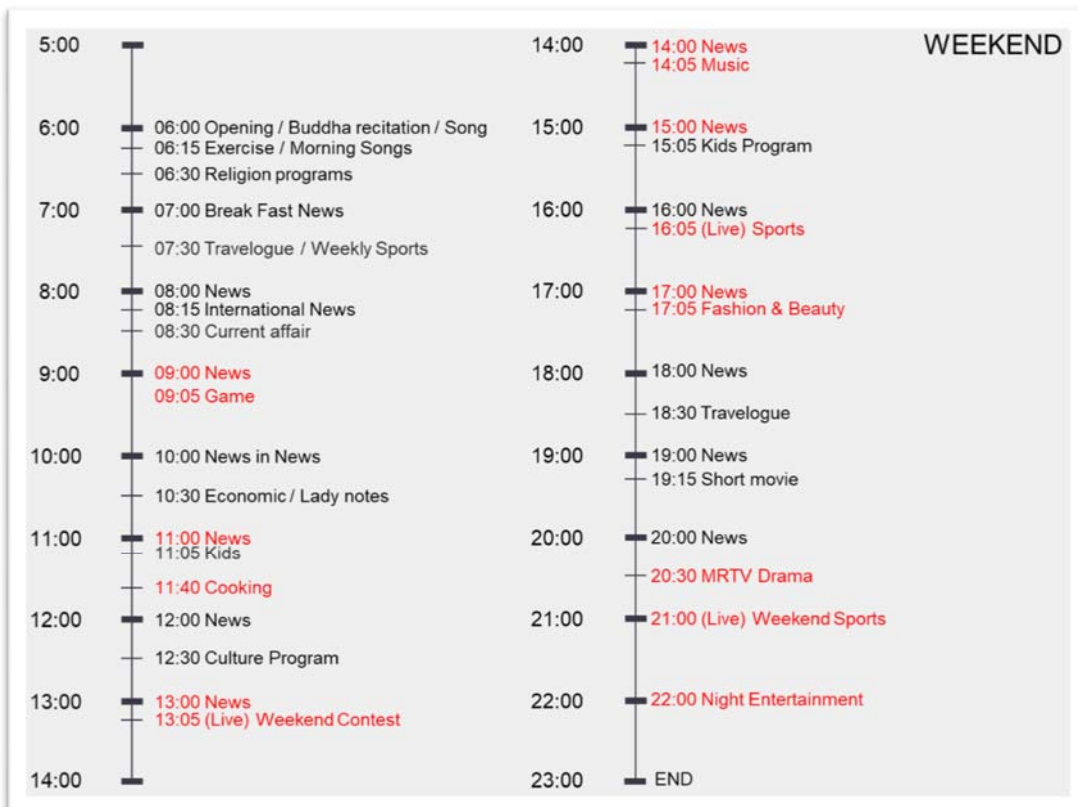 WEEKEND
5:00
6:00 06:00 Opening / Buddha recitation / Song
06:15 Exercise / Morning Songs
06:30 Religion programs
7:00 07:00 Break Fast News
07:30 Travelogue / Weekly Sports
8:00 08:00 News
08:15 International News
08:30 Current affair
9:00 09:00 News
09:05 Game
10:00 10:00 News in News
10:30 Economic / Lady notes
11:00 11:00 News
11:05 Kids
11:40 Cooking
12:00 12:00 News
12:30 Culture Program
13:00 13:00 News
13:05 (Live) Weekend Contest
14:00
14:00 14:00 News
14:05 Music
15:00 15:00 News
15:05 Kids Program
16:00 16:00 News
16:05 (Live) Sports
17:00 17:00 News
17:05 Fashion & Beauty
18:00 18:00 News
18:30 Travelogue
19:00 19:00 News
19:15 Short movie
20:00 20:00 News
20:30 MRTV Drama
21:00 21:00 (Live) Weekend Sports
22:00 22:00 Night Entertainment
23:00 END